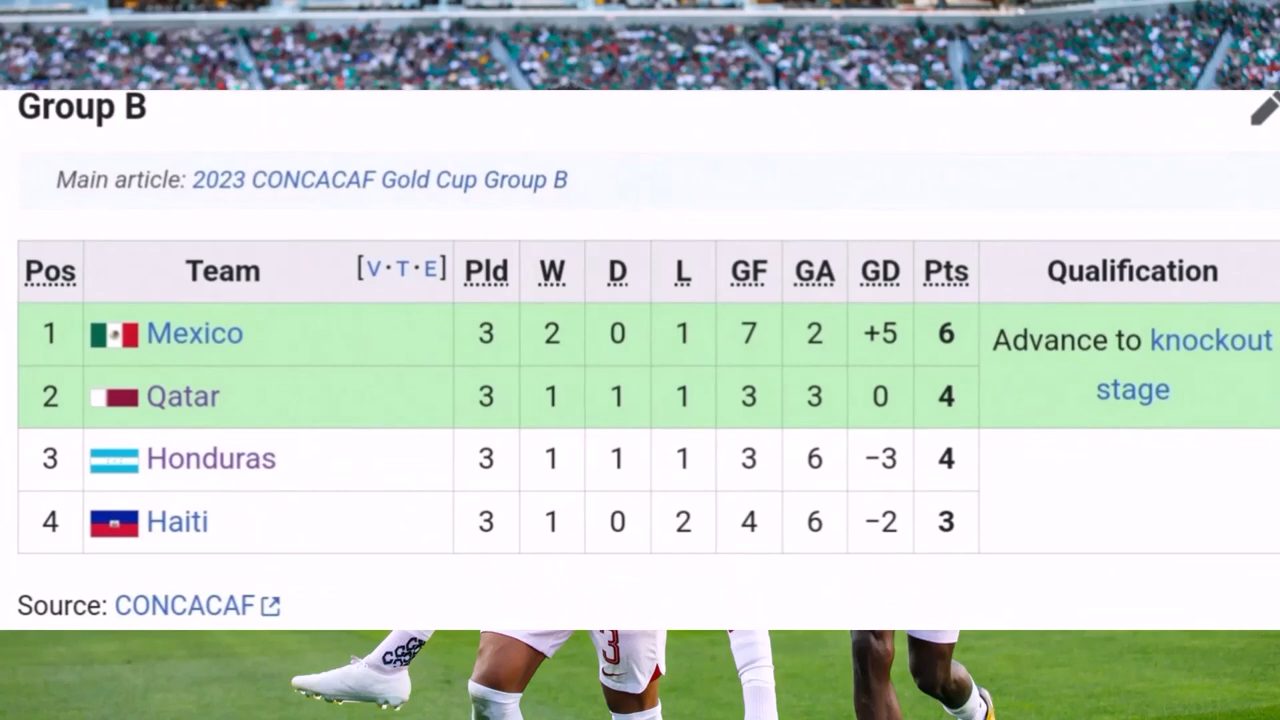 Group B
Main article: 2023 CONCACAF Gold Cup Group B
Pos Team [V·T·E] Pld W D L GF GA GD Pts Qualification
1 Mexico 3 2 0 1 7 2 +5 6 Advance to knockout
stage
2 Qatar 3 1 1 1 3 3 0 4
3 Honduras 3 1 1 1 3 6 −3 4
4 Haiti 3 1 0 2 4 6 −2 3
Source: CONCACAF
3